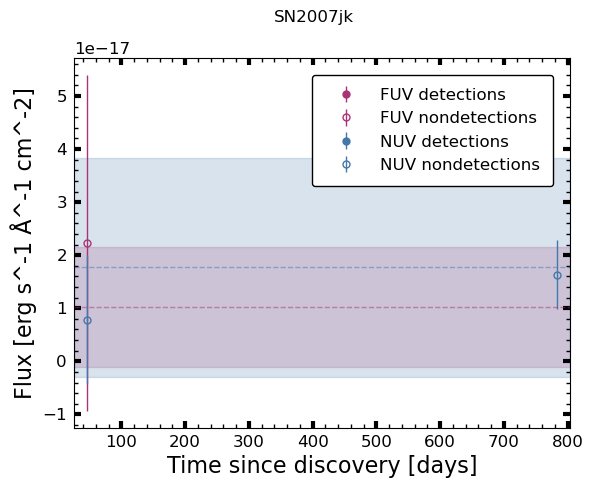 SN2007jk
1e−17
FUV detections
FUV nondetections
NUV detections
NUV nondetections
5
4
3
2
1
0
−1
Flux [erg s^-1 Å^-1 cm^-2]
100 200 300 400 500 600 700 800
Time since discovery [days]